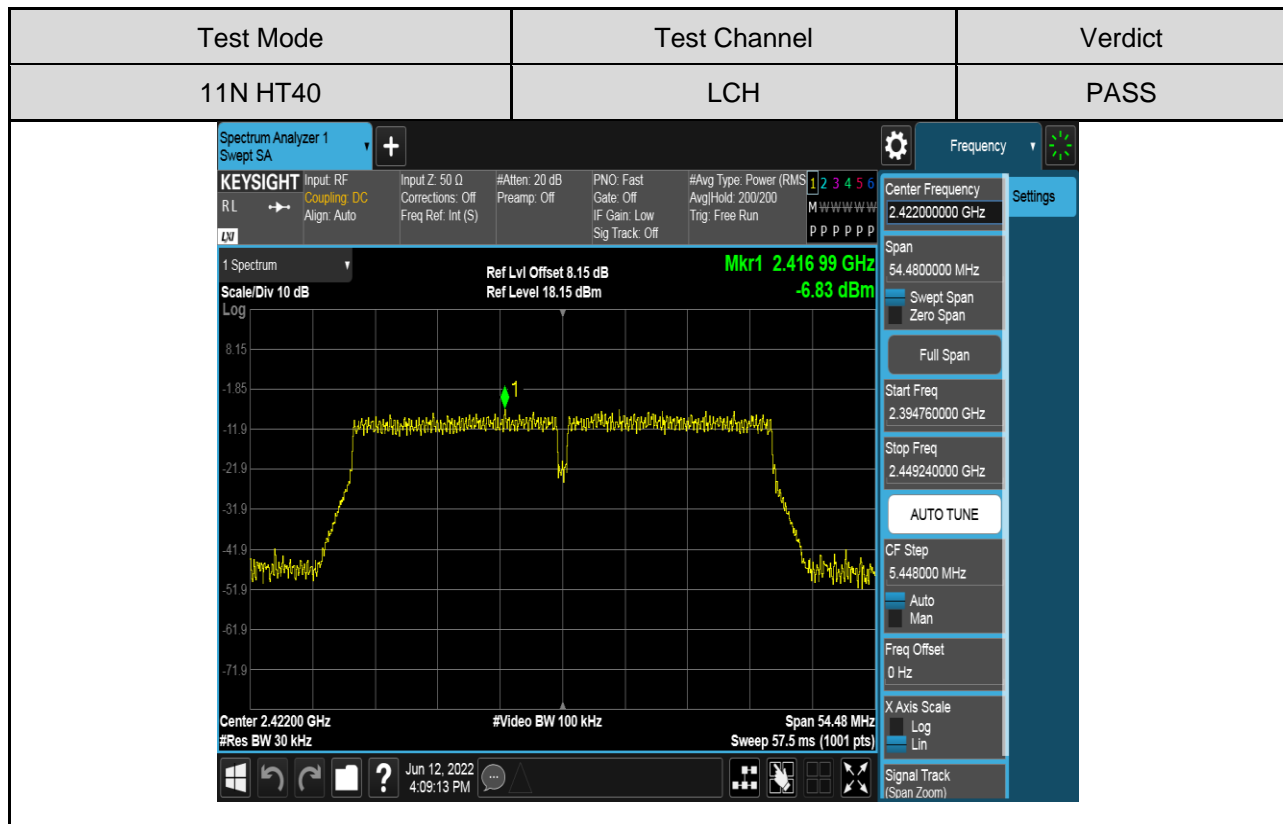 Test Mode Test Channel Verdict
11N HT40 LCH PASS
Spectrum Analyzer 1
Swept SA
+
Frequency
KEYSIGHT
R L
LXI
Input: RF
Coupling: DC
Align: Auto
Input Z: 50 Ω
Corrections: Off
Freq Ref: Int (S)
#Atten: 20 dB
Preamp: Off
PNO: Fast
Gate: Off
IF Gain: Low
Sig Track: Off
#Avg Type: Power (RMS
Avg|Hold: 200/200
Trig: Free Run
1 2 3 4 5 6
M W W W W W
P P P P P P
1 Spectrum
Scale/Div 10 dB
Ref Lvl Offset 8.15 dB
Ref Level 18.15 dBm
Mkr1 2.416 99 GHz
-6.83 dBm
Log
8.15
-1.85
-11.9
-21.9
-31.9
-41.9
-51.9
-61.9
-71.9
1
Center 2.42200 GHz
#Res BW 30 kHz
#Video BW 100 kHz
Span 54.48 MHz
Sweep 57.5 ms (1001 pts)
Center Frequency
2.422000000 GHz
Span
54.4800000 MHz
Swept Span
Zero Span
Full Span
Start Freq
2.394760000 GHz
Stop Freq
2.449240000 GHz
AUTO TUNE
CF Step
5.448000 MHz
Auto
Man
Freq Offset
0 Hz
X Axis Scale
Log
Lin
Signal Track
(Span Zoom)
Settings
?
Jun 12, 2022
4:09:13 PM